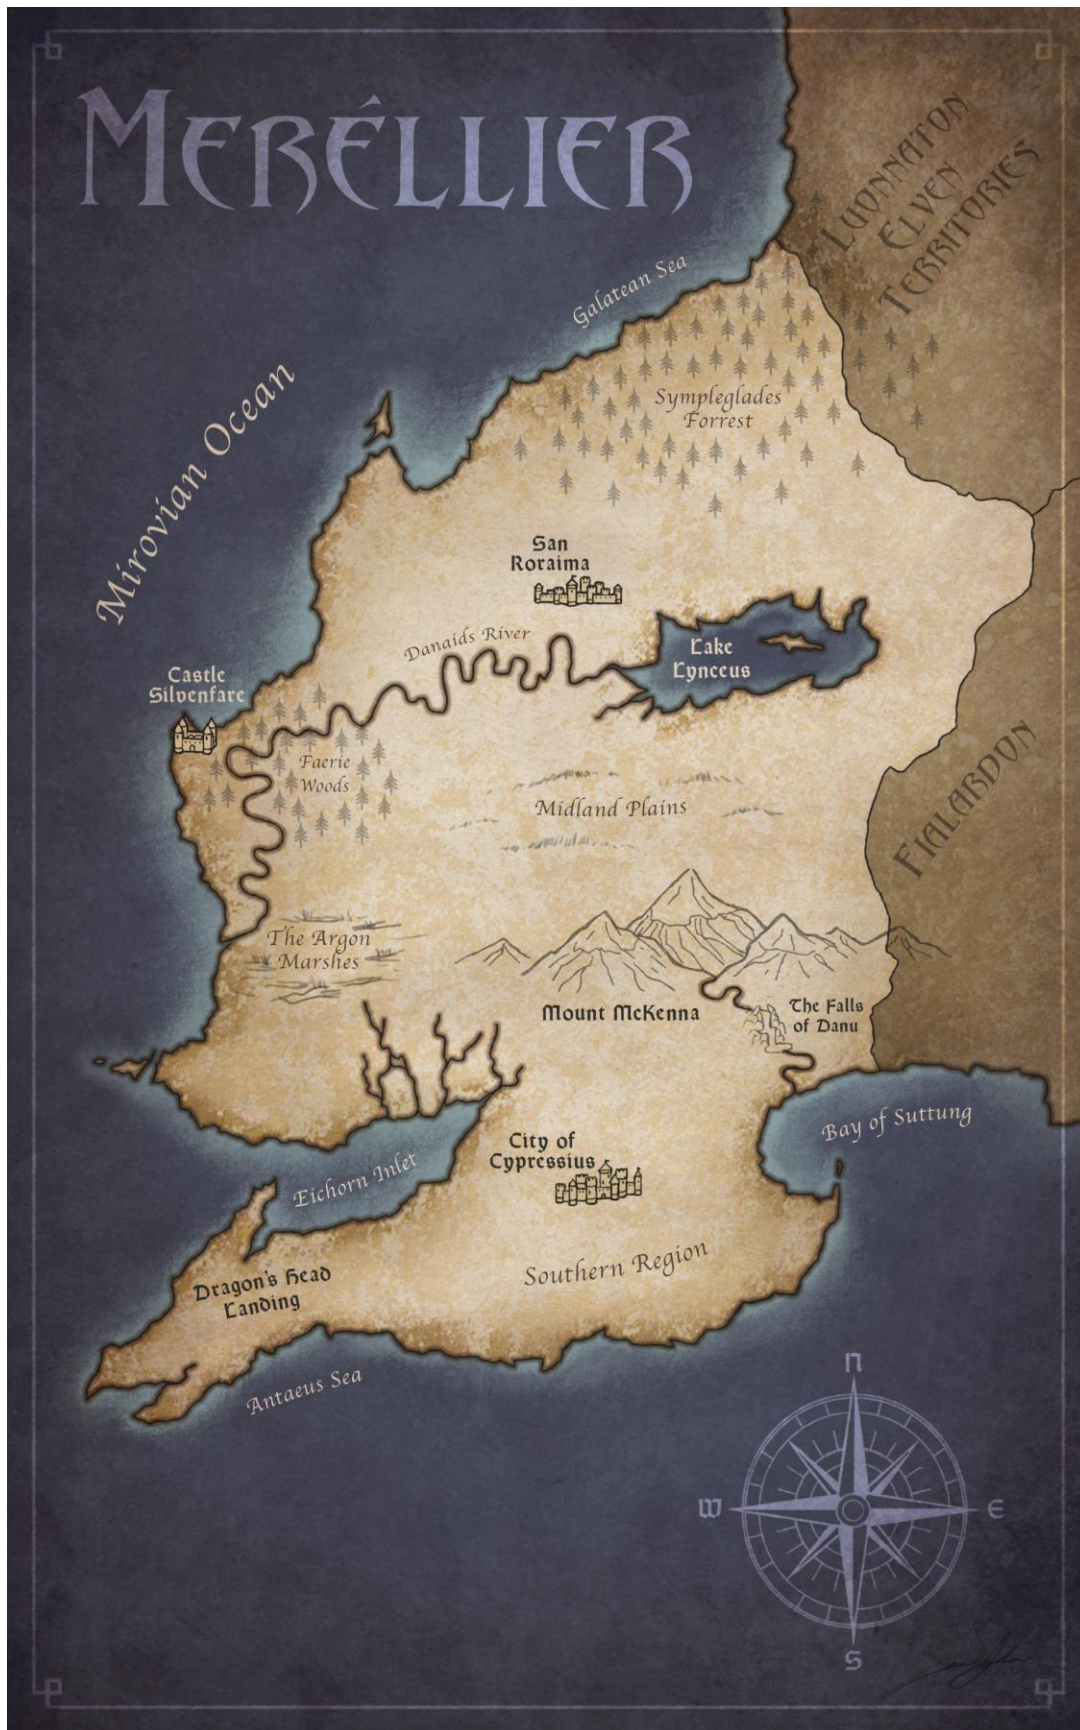 MERÉLLIER
LUONNATON
ELVEN
TERRITORIES
Galatean Sea
Mirovian Ocean
Sympleglades
Forrest
San
Roraima
Danaids River
Lake
Lynceus
Castle
Silvenfare
Faerie
Woods
Midland Plains
FIALARDON
The Argon
Marshes
Mount McKenna
The Falls
of Danu
Bay of Suttung
City of
Cypressius
Eichorn Inlet
Southern Region
Dragon's Head
Landing
Antaeus Sea
N
W
E
S